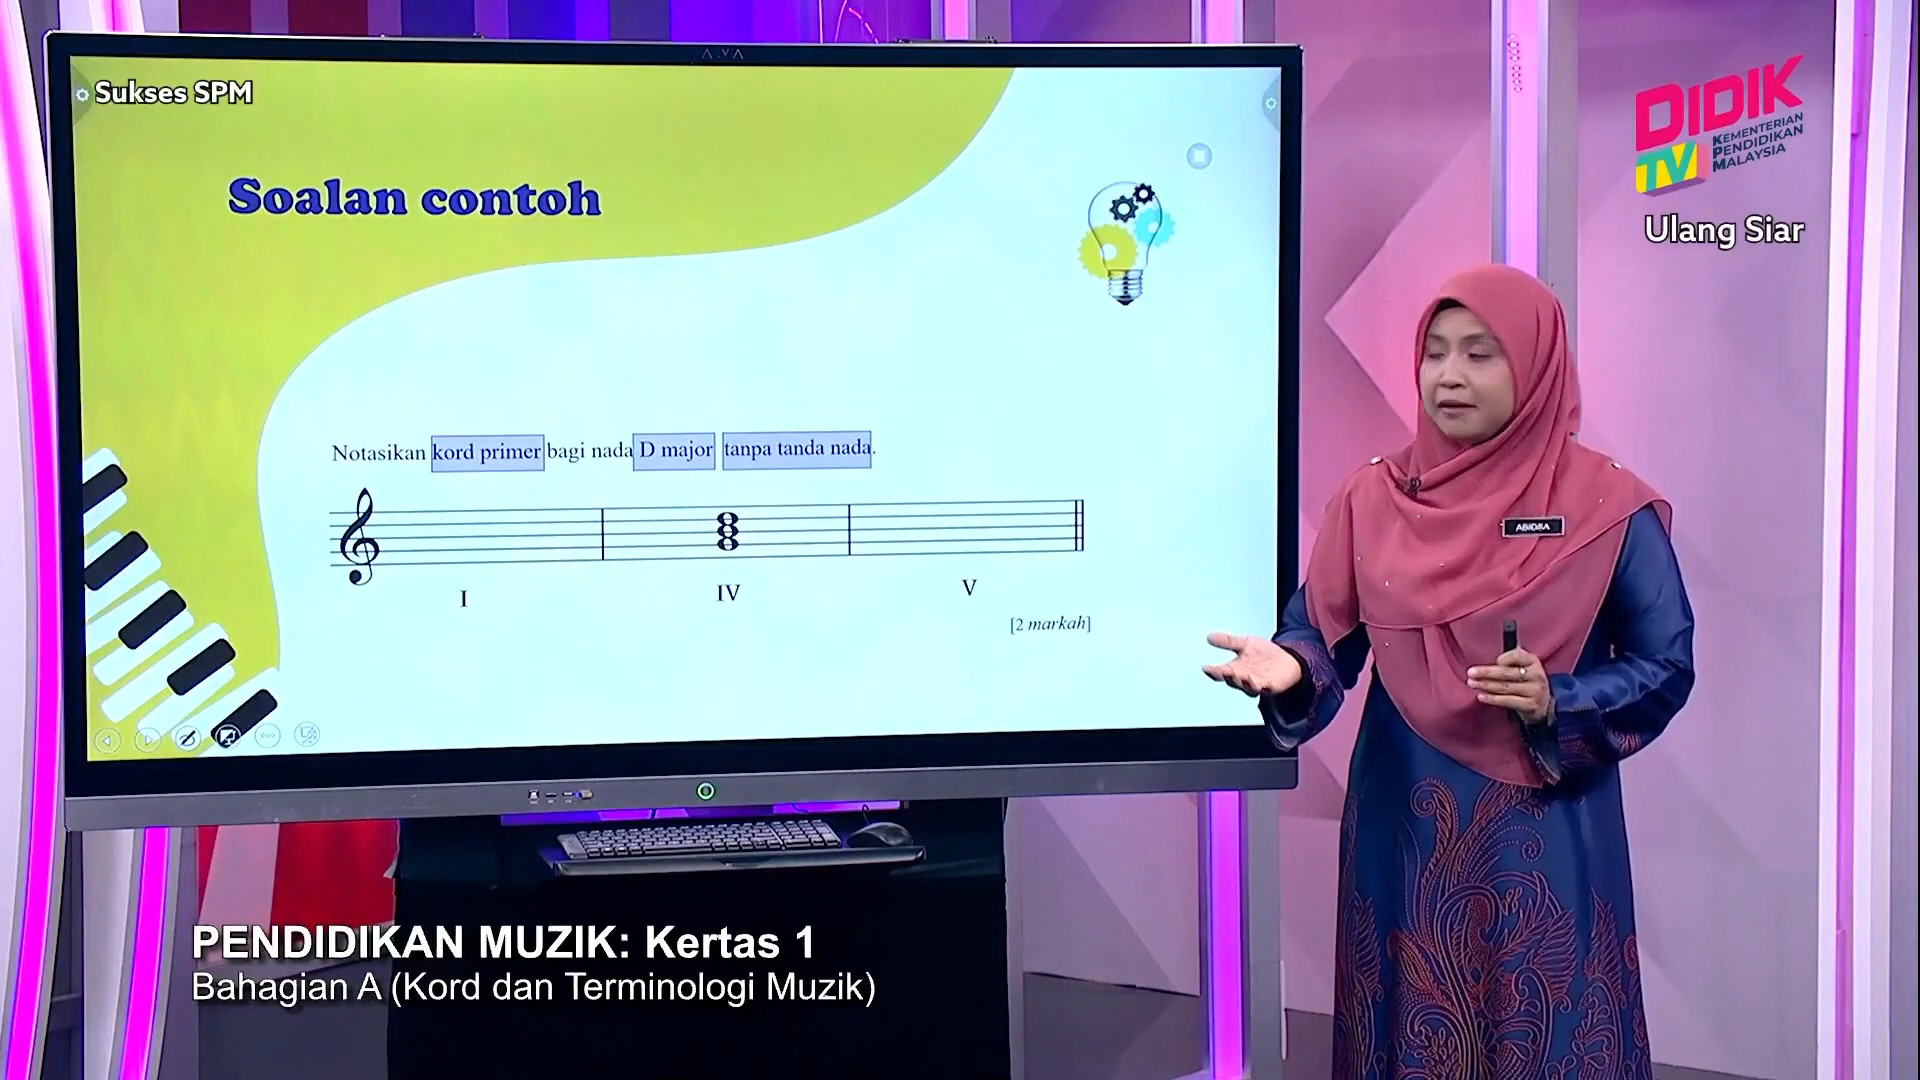 Sukses SPM
Soalan contoh
Notasikan kord primer bagi nada D major tanpa tanda nada.
I
IV
V
[2 markah]
DIDIK
TV
KEMENTERIAN
PENDIDIKAN
MALAYSIA
Ulang Siar
ABIDAA
PENDIDIKAN MUZIK: Kertas 1
Bahagian A (Kord dan Terminologi Muzik)